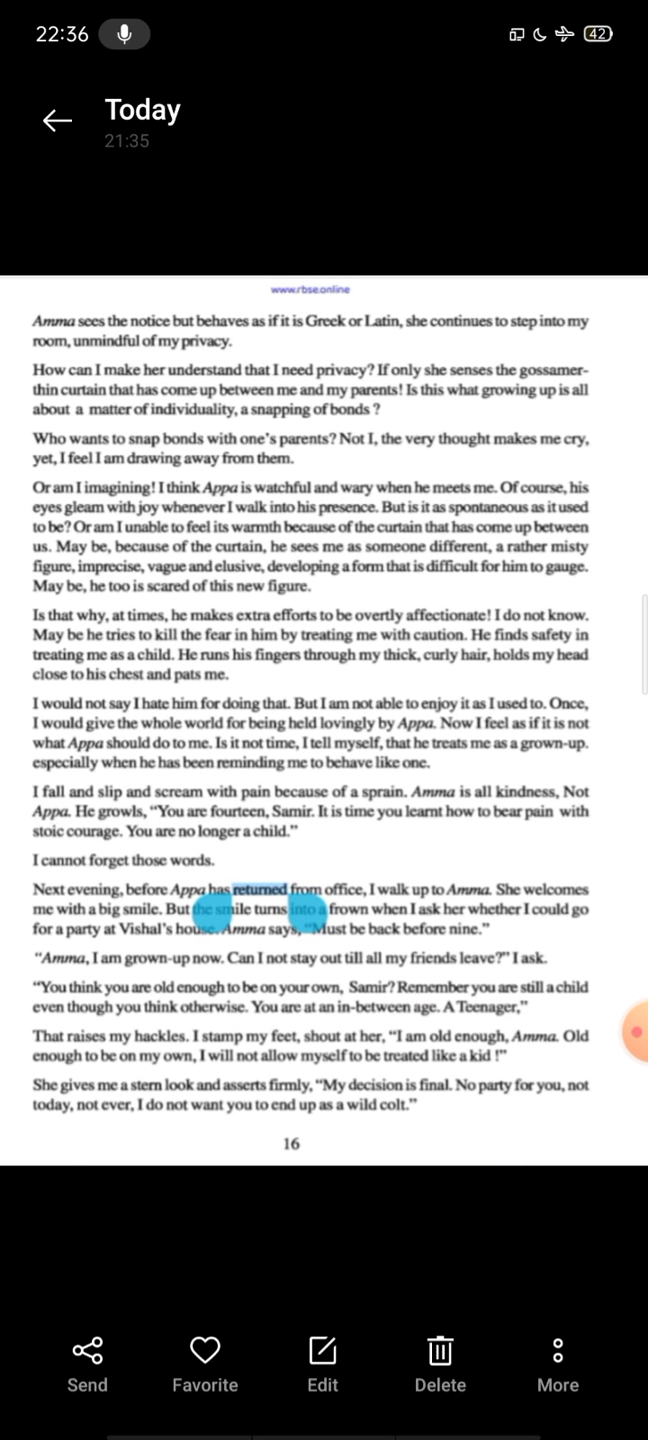 22:36
42
Today
21:35
www.rbse.online
Amma sees the notice but behaves as if it is Greek or Latin, she continues to step into my
room, unmindful of my privacy.
How can I make her understand that I need privacy? If only she senses the gossamer-
thin curtain that has come up between me and my parents! Is this what growing up is all
about a matter of individuality, a snapping of bonds ?
Who wants to snap bonds with one's parents? Not I, the very thought makes me cry,
yet, I feel I am drawing away from them.
Or am I imagining! I think Appa is watchful and wary when he meets me. Of course, his
eyes gleam with joy whenever I walk into his presence. But is it as spontaneous as it used
to be? Or am I unable to feel its warmth because of the curtain that has come up between
us. May be, because of the curtain, he sees me as someone different, a rather misty
figure, imprecise, vague and elusive, developing a form that is difficult for him to gauge.
May be, he too is scared of this new figure.
Is that why, at times, he makes extra efforts to be overtly affectionate! I do not know.
May be he tries to kill the fear in him by treating me with caution. He finds safety in
treating me as a child. He runs his fingers through my thick, curly hair, holds my head
close to his chest and pats me.
I would not say I hate him for doing that. But I am not able to enjoy it as I used to. Once,
I would give the whole world for being held lovingly by Appa. Now I feel as if it is not
what Appa should do to me. Is it not time, I tell myself, that he treats me as a grown-up.
especially when he has been reminding me to behave like one.
I fall and slip and scream with pain because of a sprain. Amma is all kindness, Not
Appa. He growls, "You are fourteen, Samir. It is time you learnt how to bear pain with
stoic courage. You are no longer a child."
I cannot forget those words.
Next evening, before Appa has returned from office, I walk up to Amma. She welcomes
me with a big smile. But the smile turns into a frown when I ask her whether I could go
for a party at Vishal's house. Amma says, "Must be back before nine."
"Amma, I am grown-up now. Can I not stay out till all my friends leave?" I ask.
"You think you are old enough to be on your own, Samir? Remember you are still a child
even though you think otherwise. You are at an in-between age. A Teenager,"
That raises my hackles. I stamp my feet, shout at her, "I am old enough, Amma. Old
enough to be on my own, I will not allow myself to be treated like a kid !"
She gives me a stern look and asserts firmly, "My decision is final. No party for you, not
today, not ever, I do not want you to end up as a wild colt."
16
Send Favorite Edit Delete More